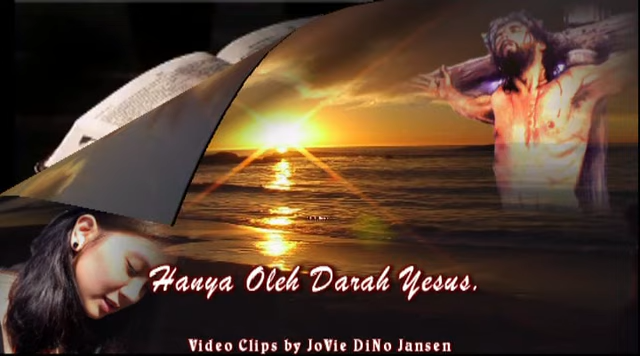 Hanya Oleh Darah Yesus.
Video Clips by JoVie DiNo Jansen